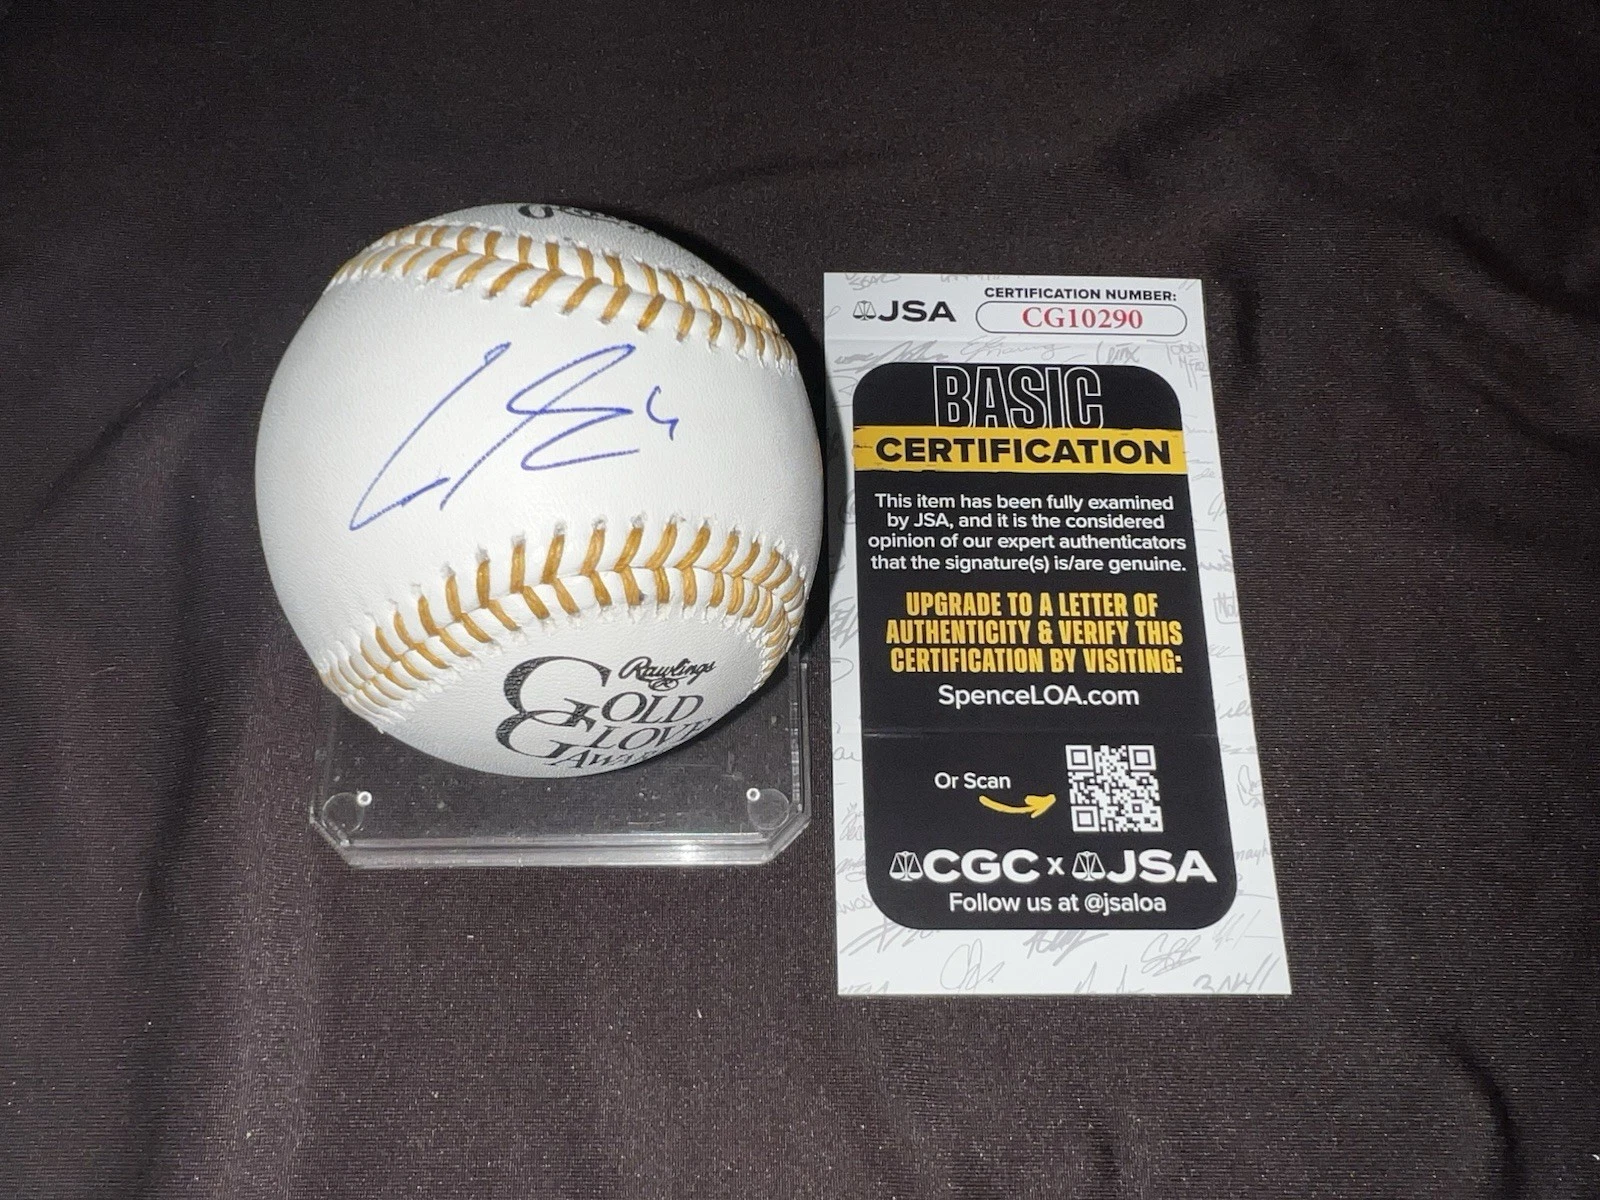 Rawlings
GOLD
GLOVE
JSA
CERTIFICATION NUMBER:
CG10290
BASIC
CERTIFICATION
This item has been fully examined
by JSA, and it is the considered
opinion of our expert authenticators
that the signature(s) is/are genuine.
UPGRADE TO A LETTER OF
AUTHENTICITY & VERIFY THIS
CERTIFICATION BY VISITING:
SpenceLOA.com
Or Scan
CGC x JSA
Follow us at @jsaloa